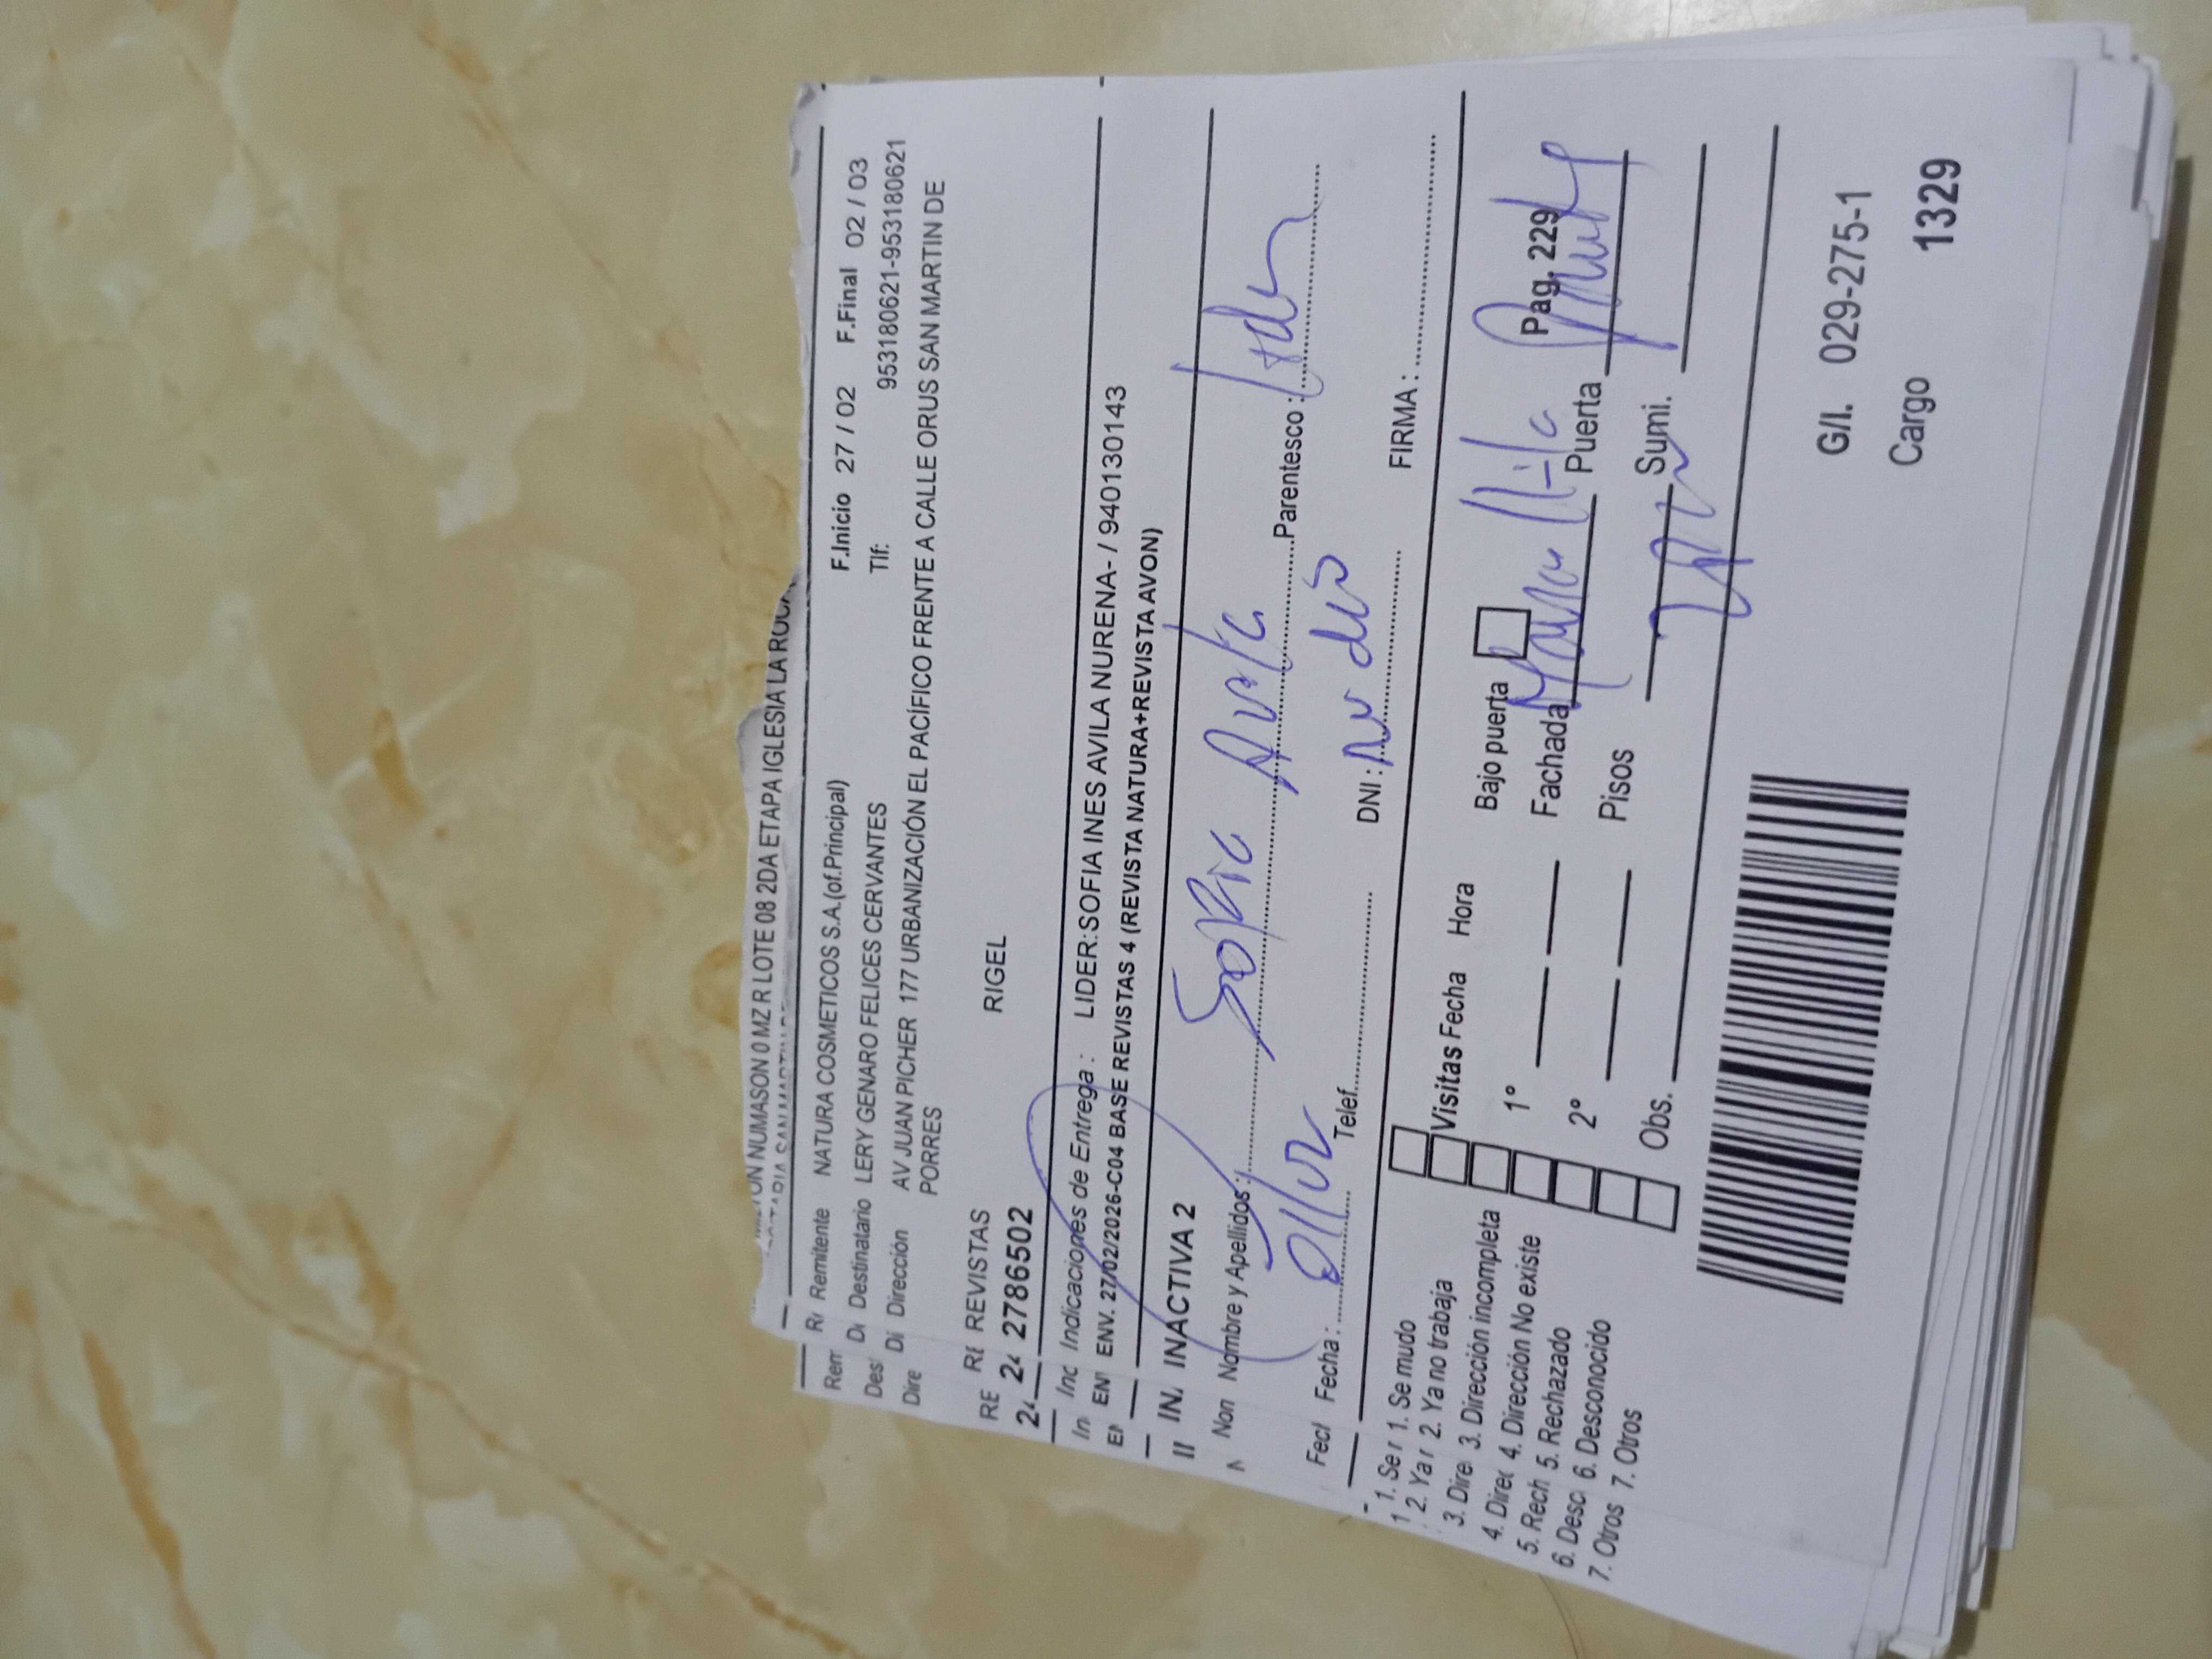 NUMASON 0 MZ R LOTE 08 2DA ETAPA IGLESIA LA
F.Inicio 27 / 02 F.Final 02 / 03
Remitente NATURA COSMETICOS S.A.(of.Principal)
Tlf: 953180621-953180621
Destinatario LERY GENARO FELICES CERVANTES
Dirección AV JUAN PICHER 177 URBANIZACIÓN EL PACÍFICO FRENTE A CALLE ORUS SAN MARTIN DE
PORRES
REVISTAS RIGEL
24 2786502
Indicaciones de Entrega : LIDER:SOFIA INES AVILA NURENA- / 940130143
ENV. 27/02/2026-C04 BASE REVISTAS 4 (REVISTA NATURA+REVISTA AVON)
INACTIVA 2
Nombre y Apellidos: Sofia Avila Parentesco :
Fecha : Telef. DNI : FIRMA :
1. Se mudo
2. Ya no trabaja
3. Dirección incompleta
4. Dirección No existe
5. Rechazado
6. Desconocido
7. Otros
Visitas Fecha Hora
1º
2º
Obs.
Bajo puerta
Pag. 229
Fachada Puerta
Pisos Sumi.
G/I. 029-275-1
Cargo 1329